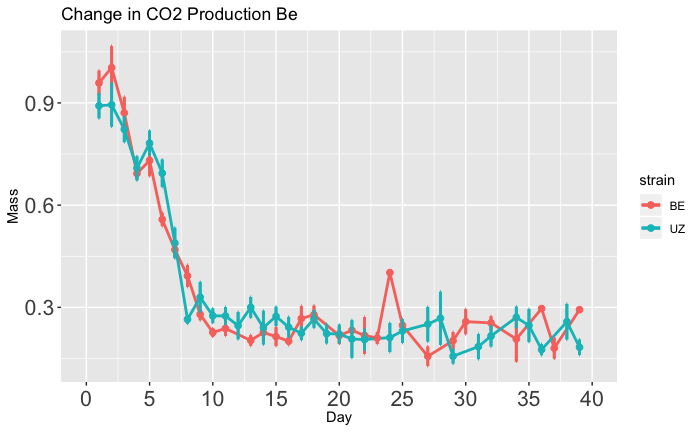 Change in CO2 Production Be
Mass
0.9
0.6
0.3
0 5 10 15 20 25 30 35 40
Day
strain
BE
UZ